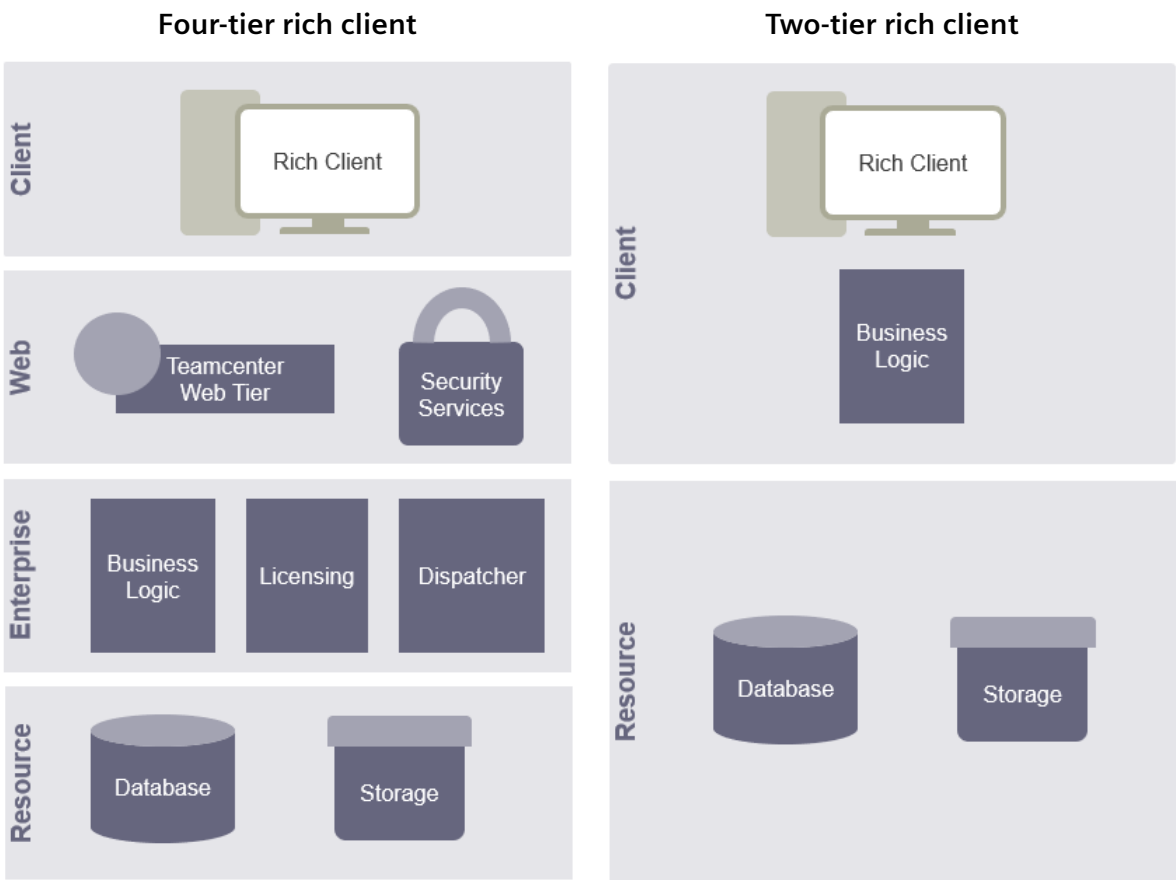 Four-tier rich client
Client
Rich Client
Web
Teamcenter
Web Tier
Security
Services
Enterprise
Business
Logic
Licensing
Dispatcher
Resource
Database
Storage
Two-tier rich client
Client
Rich Client
Business
Logic
Resource
Database
Storage